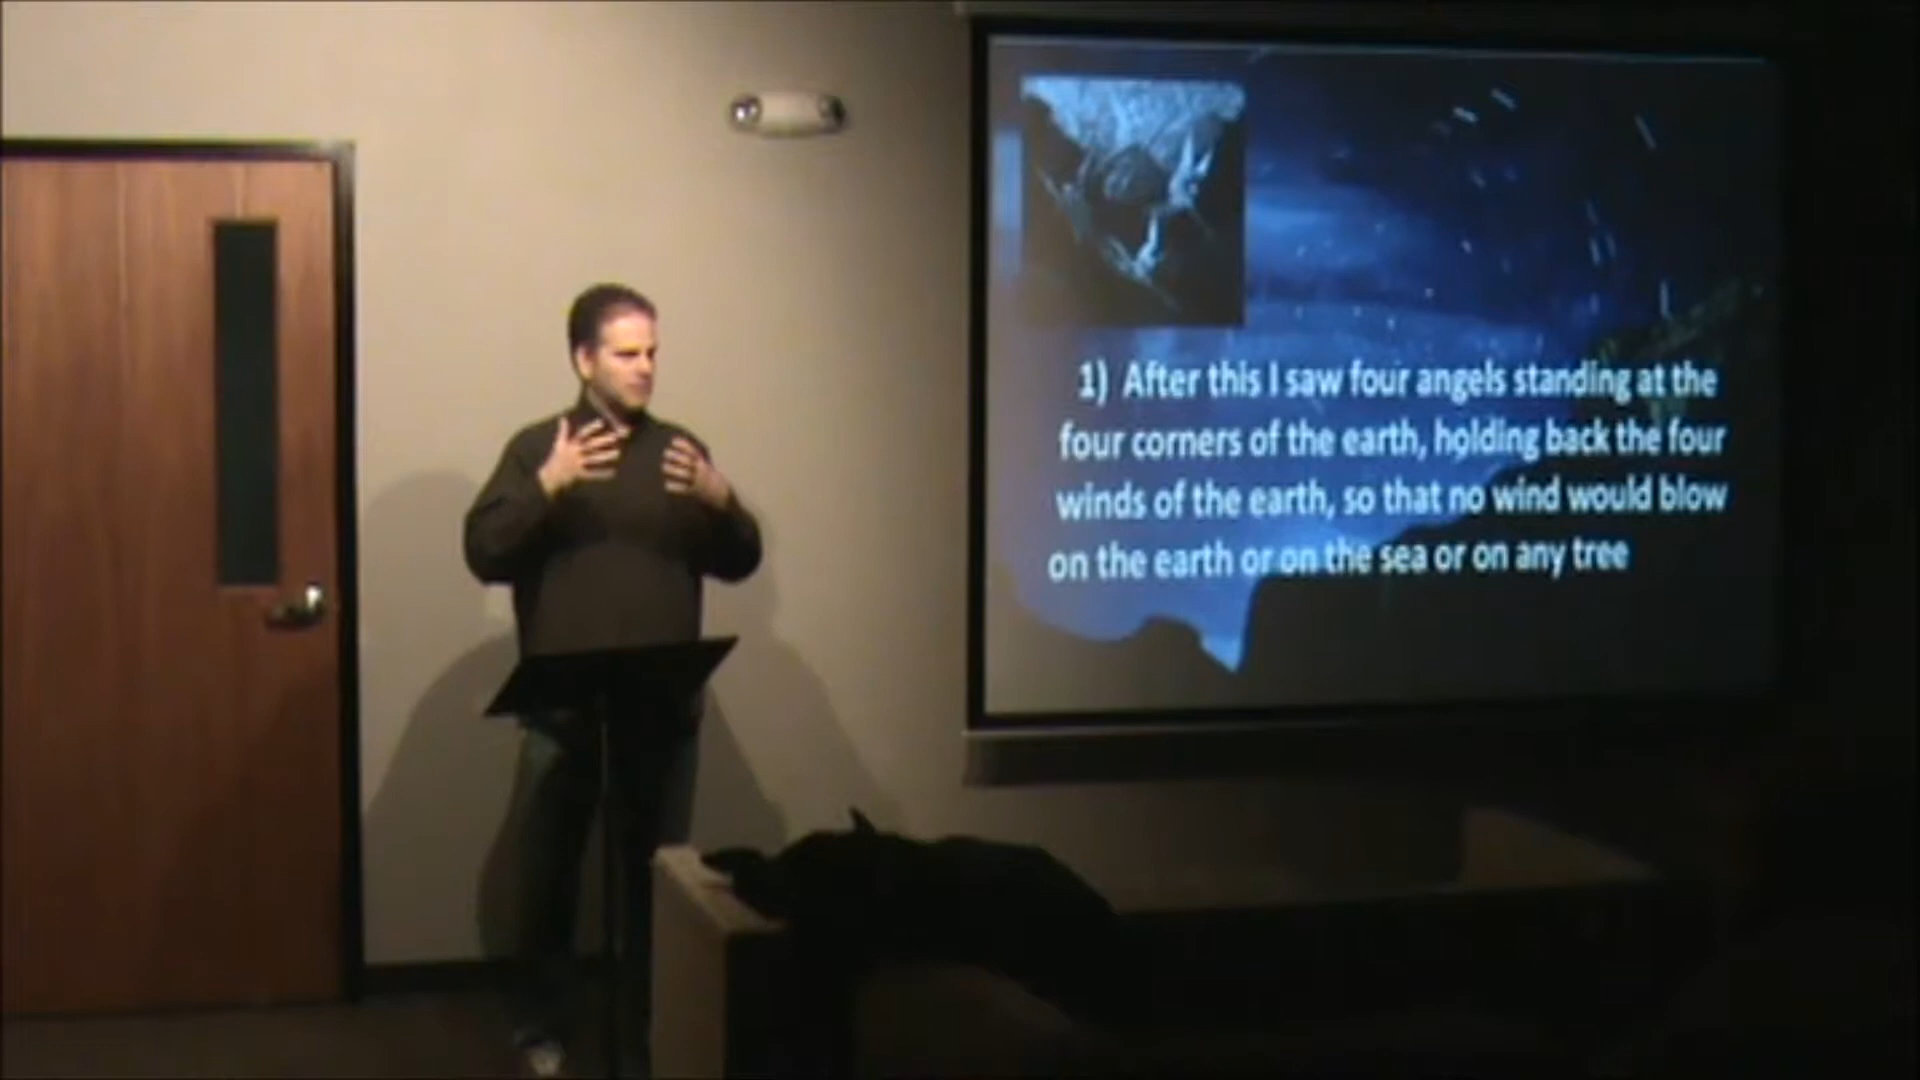 1) After this I saw four angels standing at the
four corners of the earth, holding back the four
winds of the earth, so that no wind would blow
on the earth or on the sea or on any tree